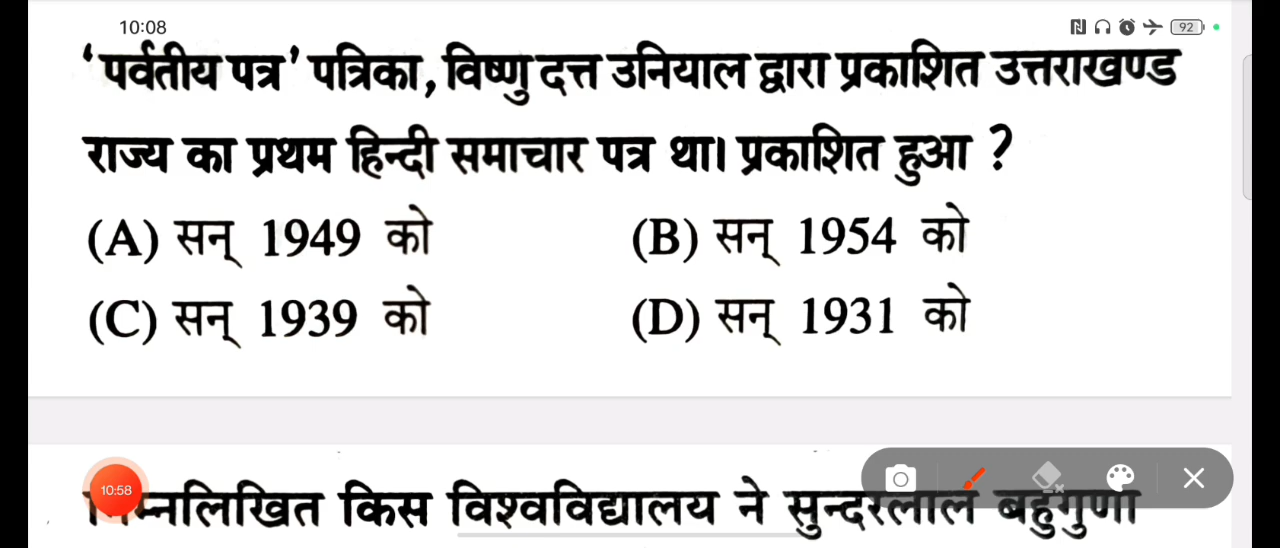 10:08
92
‘पर्वतीय पत्र’ पत्रिका, विष्णु दत्त उनियाल द्वारा प्रकाशित उत्तराखण्ड
राज्य का प्रथम हिन्दी समाचार पत्र था। प्रकाशित हुआ ?
(A) सन् 1949 को (B) सन् 1954 को
(C) सन् 1939 को (D) सन् 1931 को
10:58
निम्नलिखित किस विश्वविद्यालय ने सुन्दरलाल बहुगुणा